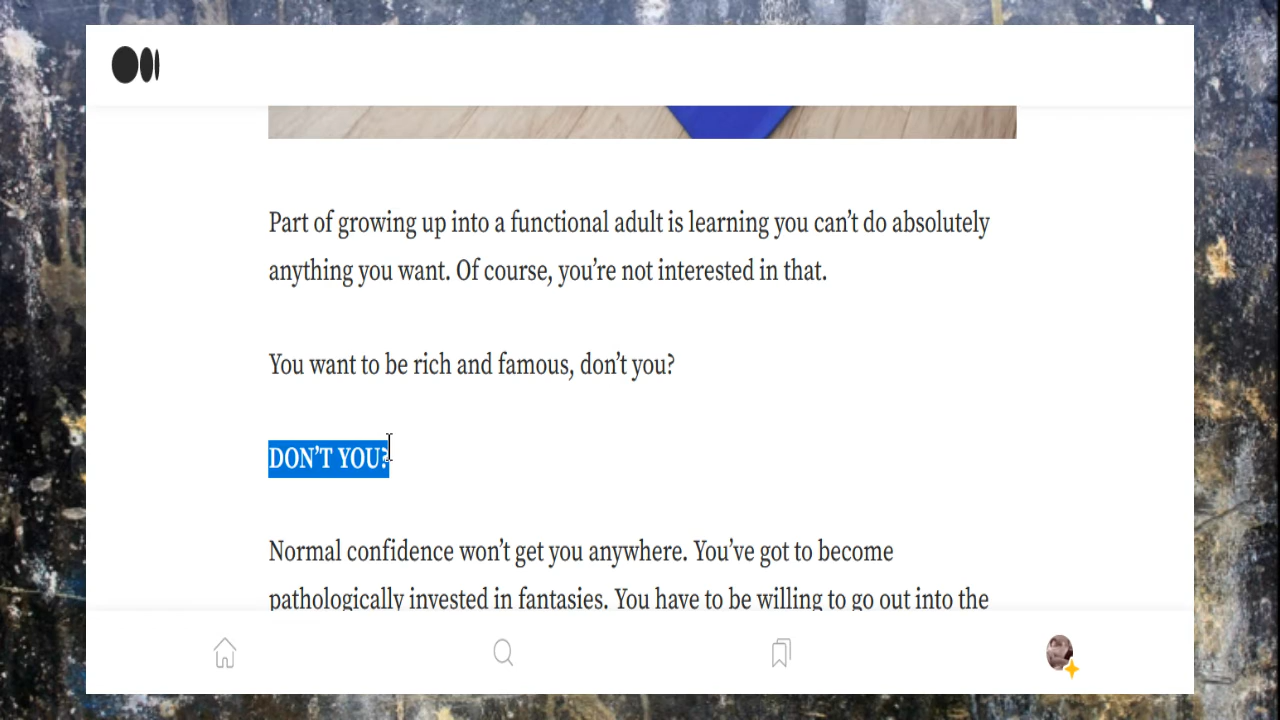 Part of growing up into a functional adult is learning you can’t do absolutely
anything you want. Of course, you’re not interested in that.
You want to be rich and famous, don’t you?
DON’T YOU?
Normal confidence won’t get you anywhere. You’ve got to become
pathologically invested in fantasies. You have to be willing to go out into the